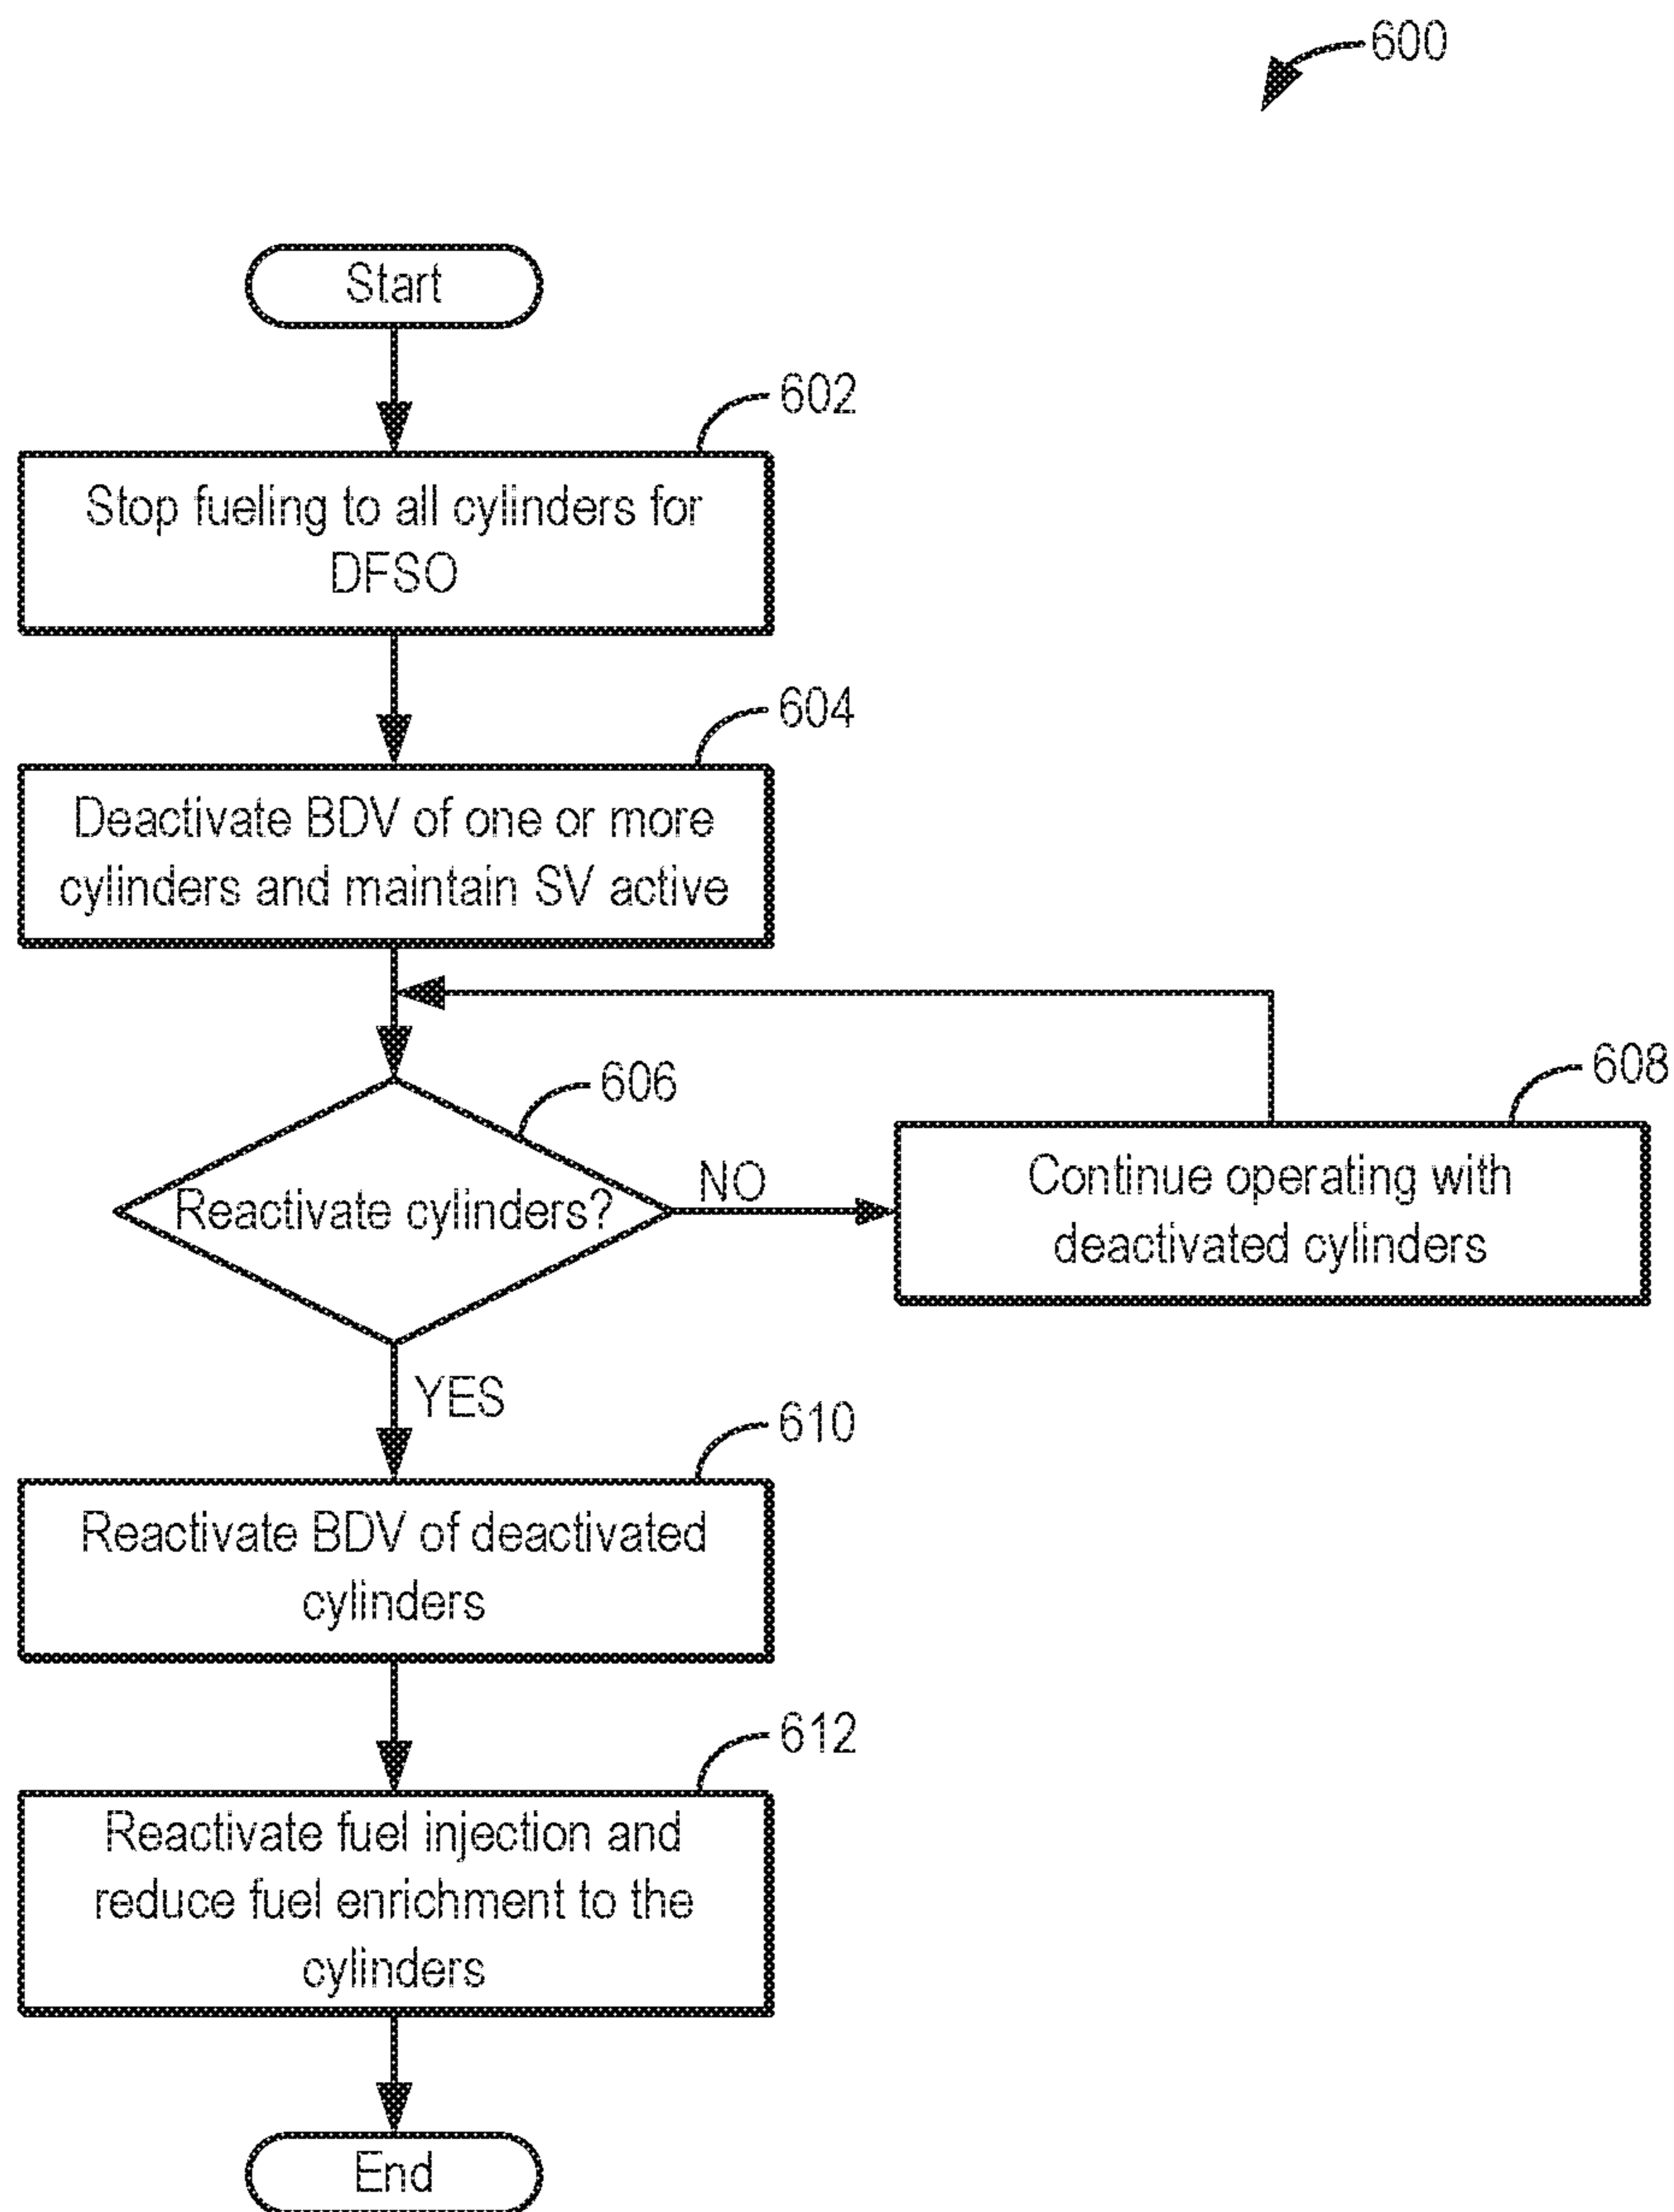 600
Start
602
Stop fueling to all cylinders for
DFSO
604
Deactivate BDV of one or more
cylinders and maintain SV active
606
Reactivate cylinders?
NO
608
Continue operating with
deactivated cylinders
YES
610
Reactivate BDV of deactivated
cylinders
612
Reactivate fuel injection and
reduce fuel enrichment to the
cylinders
End